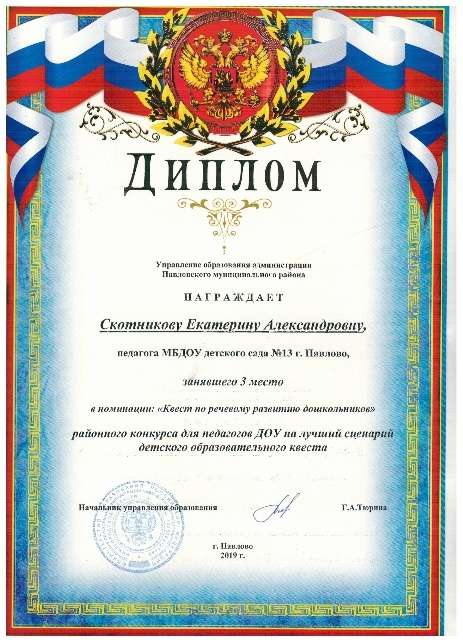 ДИПЛОМ
Управление образования администрации
Павловского муниципального района
НАГРАЖДАЕТ
Скотникову Екатерину Александровну,
педагога МБДОУ детского сада №13 г. Павлово,
занявшего 3 место
в номинации: «Квест по речевому развитию дошкольников»
районного конкурса для педагогов ДОУ на лучший сценарий
детского образовательного квеста
Начальник управления образования
Г.А.Тюрина
г. Павлово
2019 г.